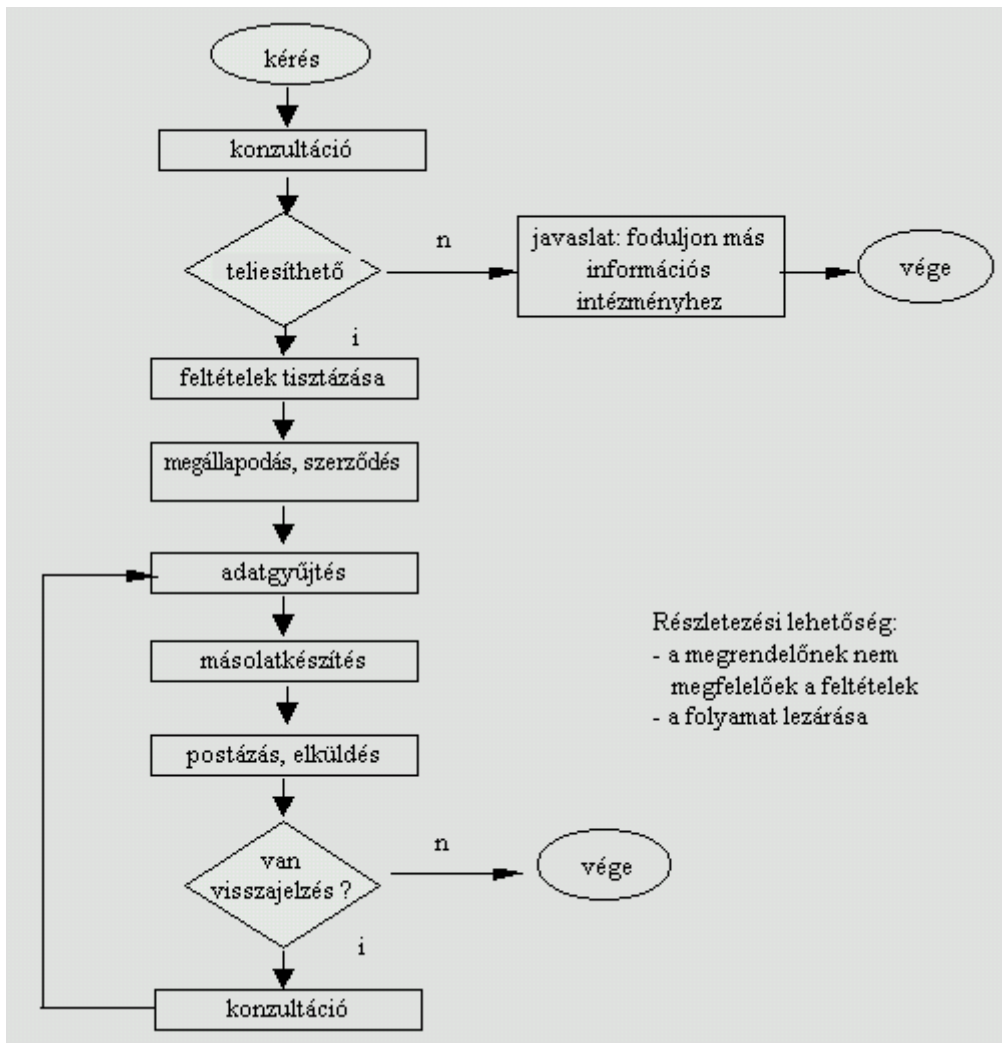 kérés
konzultáció
teliesíthető
n
javaslat: foduljon más
információs
intézményhez
vége
i
feltételek tisztázása
megállapodás, szerződés
adatgyűjtés
másolatkészítés
Részletezési lehetőség:
- a megrendelőnek nem
megfelelőek a feltételek
- a folyamat lezárása
postázás, elküldés
van
visszajelzés ?
n
vége
i
konzultáció